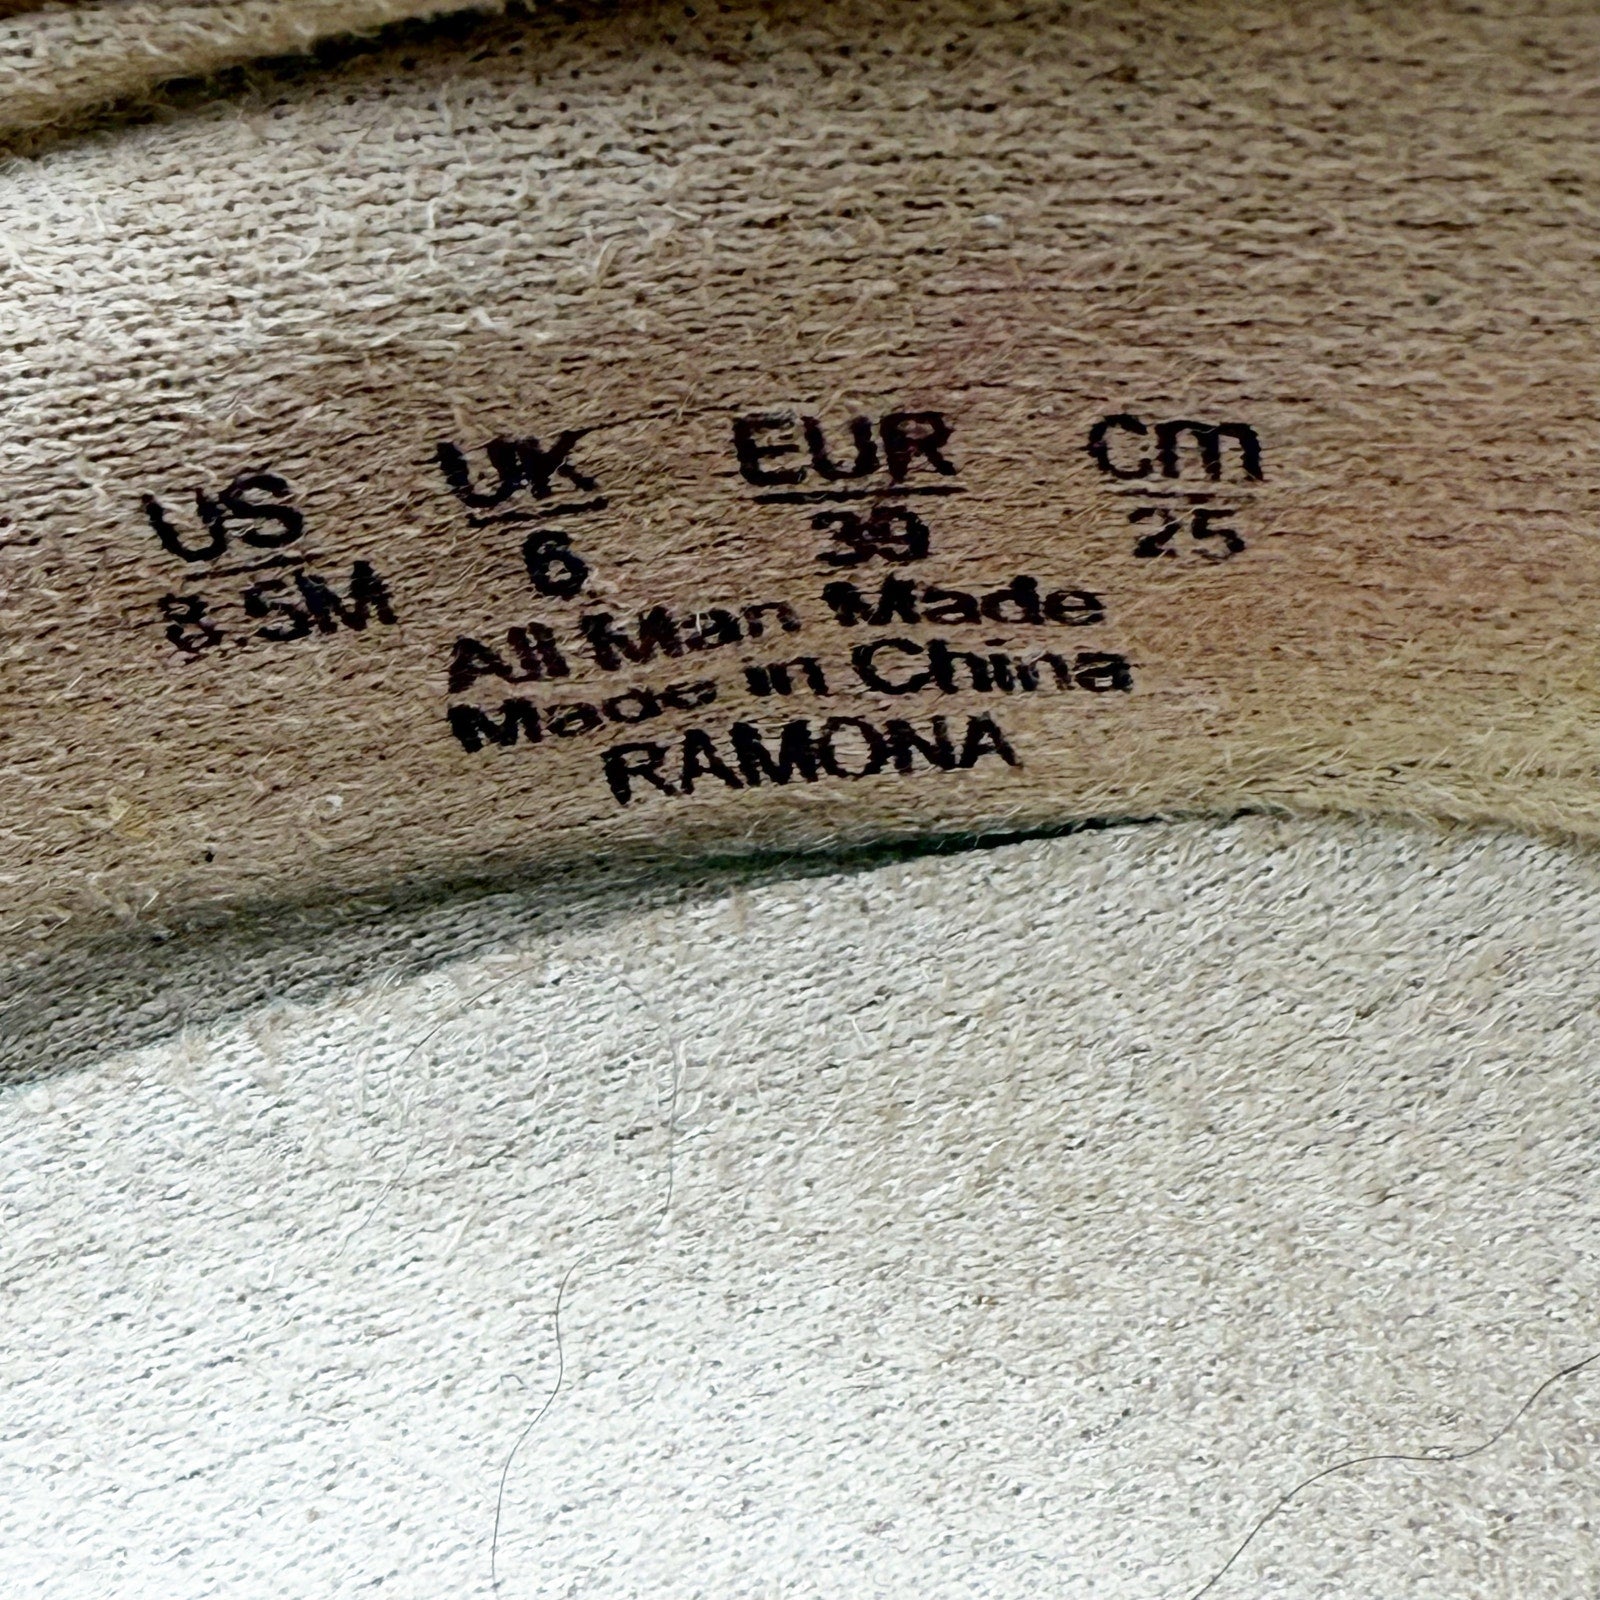 US UK EUR cm
8.5M 6 39 25
All Man Made
Made in China
RAMONA